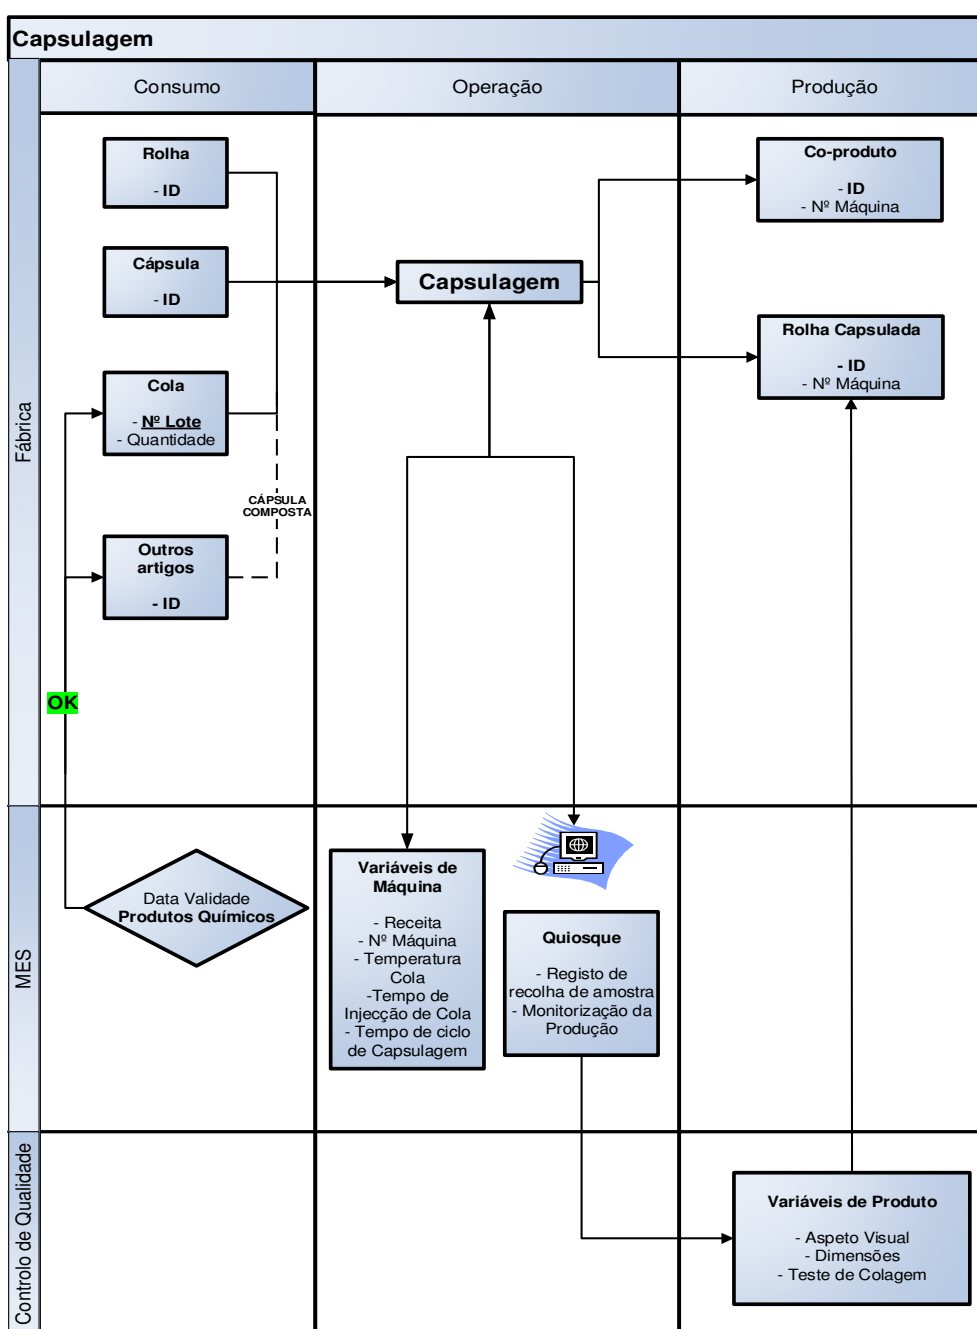 Capsulagem
Consumo
Operação
Produção
Fábrica
Rolha
- ID
Cápsula
- ID
Cola
- Nº Lote
- Quantidade
CÁPSULA
COMPOSTA
Outros
artigos
- ID
OK
Capsulagem
Co-produto
- ID
- Nº Máquina
Rolha Capsulada
- ID
- Nº Máquina
MES
Data Validade
Produtos Químicos
Variáveis de
Máquina
- Receita
- Nº Máquina
- Temperatura
Cola
-Tempo de
Injecção de Cola
- Tempo de ciclo
de Capsulagem
Quiosque
- Registo de
recolha de amostra
- Monitorização da
Produção
Controlo de Qualidade
Variáveis de Produto
- Aspeto Visual
- Dimensões
- Teste de Colagem